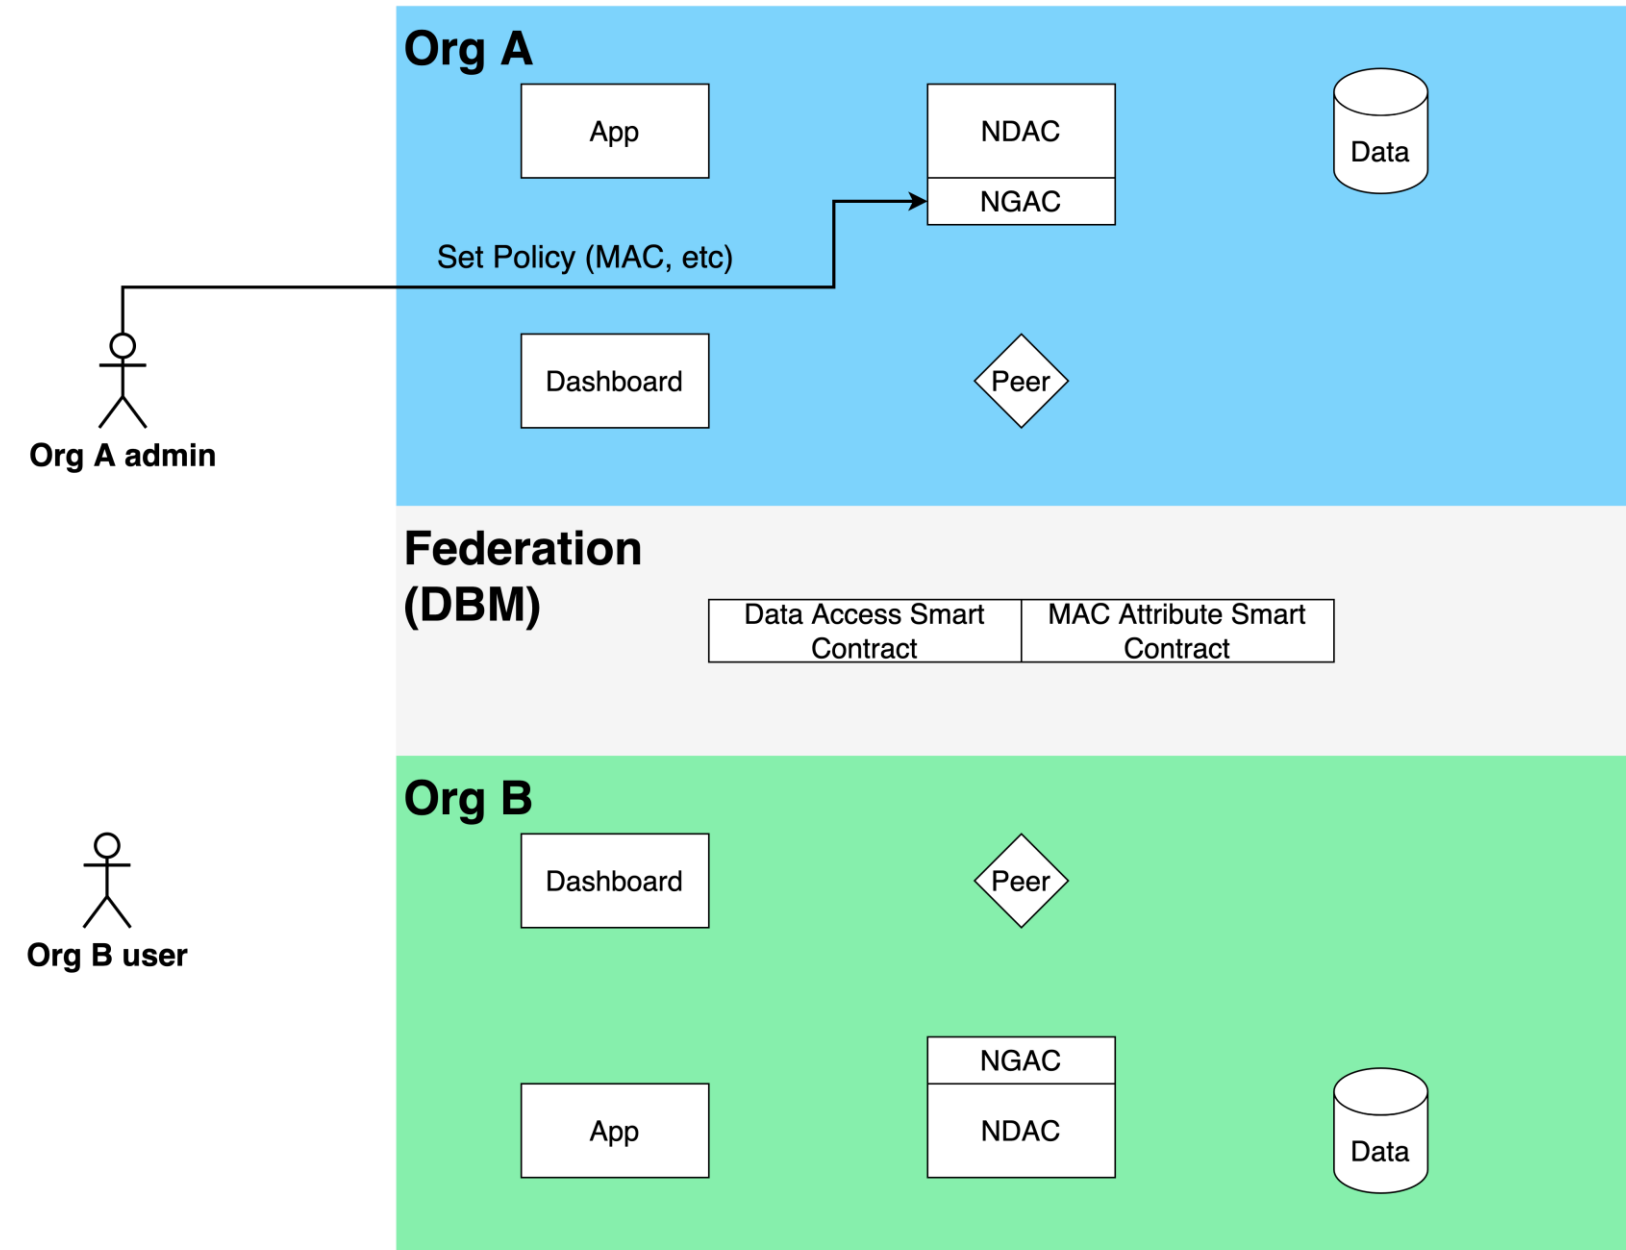 Org A
App
NDAC
Data
NGAC
Set Policy (MAC, etc)
Dashboard
Peer
Org A admin
Federation
(DBM)
Data Access Smart
Contract
MAC Attribute Smart
Contract
Org B
Dashboard
Peer
Org B user
NGAC
App
NDAC
Data